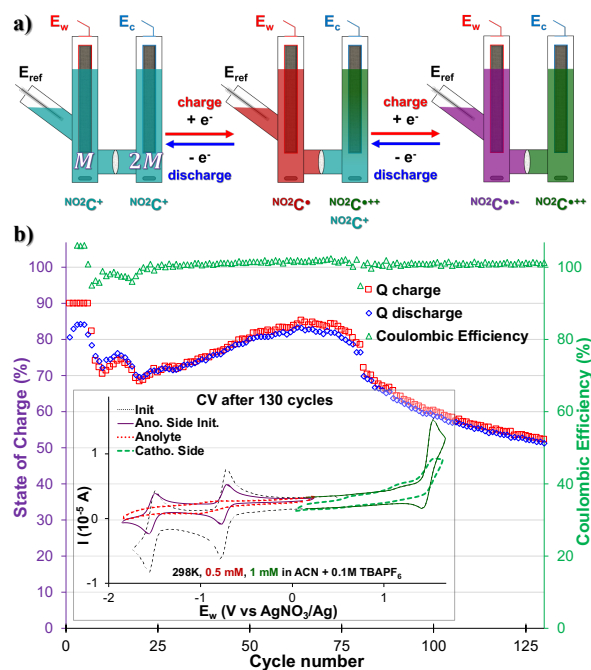 a)
E_w E_c E_w E_c E_w E_c
E_ref E_ref E_ref
charge charge
+ e⁻ + e⁻
M 2M
- e⁻ - e⁻
discharge discharge
NO2C⁺ NO2C⁺ NO2C• NO2C•++ NO2C••- NO2C•++
NO2C⁺
b)
State of Charge (%)
100
90
80
70
60
50
40
30
20
10
0
Q charge
Q discharge
Coulombic Efficiency
CV after 130 cycles
Init
Ano. Side Init.
Anolyte
Catho. Side
I (10⁻⁵ A)
1
0
-1
298K, 0.5 mM, 1 mM in ACN + 0.1M TBAPF₆
-2 -1 0 1
E_w (V vs AgNO₃/Ag)
100
80
60
40
20
0
Coulombic Efficiency (%)
0 25 50 75 100 125
Cycle number